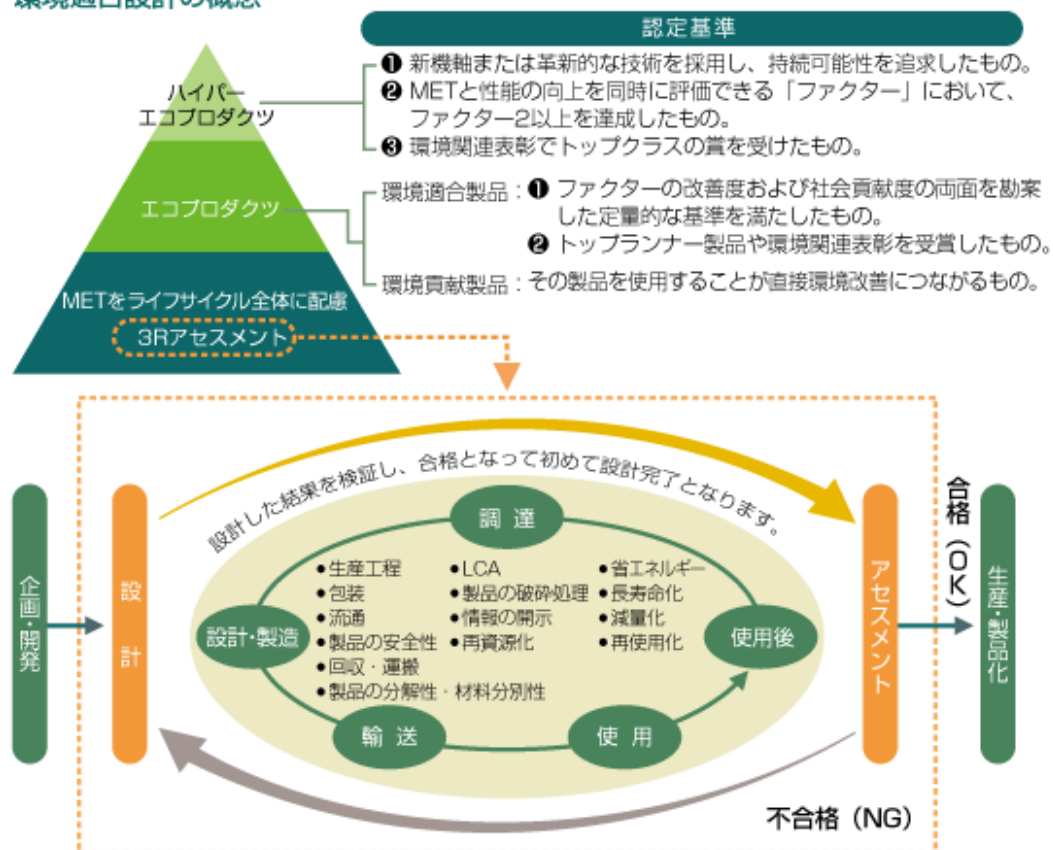 環境適合設計の概念
認定基準
ハイパー
エコプロダクツ
❶ 新機軸または革新的な技術を採用し、持続可能性を追求したもの。
❷ METと性能の向上を同時に評価できる「ファクター」において、
ファクター2以上を達成したもの。
❸ 環境関連表彰でトップクラスの賞を受けたもの。
エコプロダクツ
環境適合製品：❶ ファクターの改善度および社会貢献度の両面を勘案
した定量的な基準を満たしたもの。
❷ トップランナー製品や環境関連表彰を受賞したもの。
環境貢献製品：その製品を使用することが直接環境改善につながるもの。
METをライフサイクル全体に配慮
3Rアセスメント
企画・開発
設計
設計した結果を検証し、合格となって初めて設計完了となります。
調達
設計・製造
●生産工程
●包装
●流通
●製品の安全性
●回収・運搬
●製品の分解性・材料分別性
●LCA
●製品の破砕処理
●情報の開示
●再資源化
●省エネルギー
●長寿命化
●減量化
●再使用化
使用後
輸送
使用
アセスメント
合格（OK）
生産・製品化
不合格（NG）